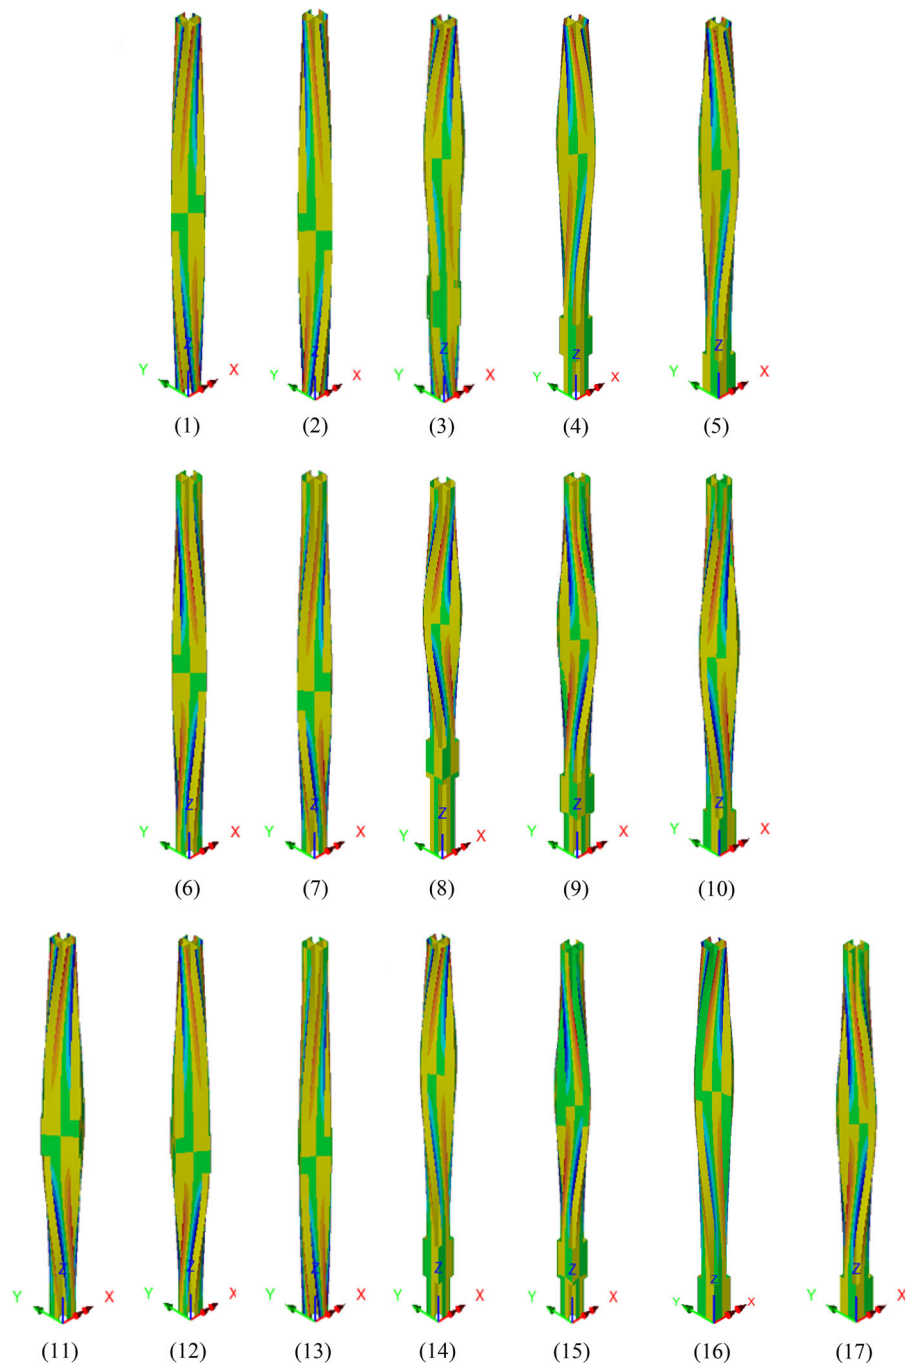 Z Z Z Z Z
Y X Y X Y X Y X Y X
(1) (2) (3) (4) (5)
Z Z Z Z Z
Y X Y X Y X Y X Y X
(6) (7) (8) (9) (10)
Z Z Z Z Z Z Z
Y X Y X Y X Y X Y X Y X Y X
(11) (12) (13) (14) (15) (16) (17)